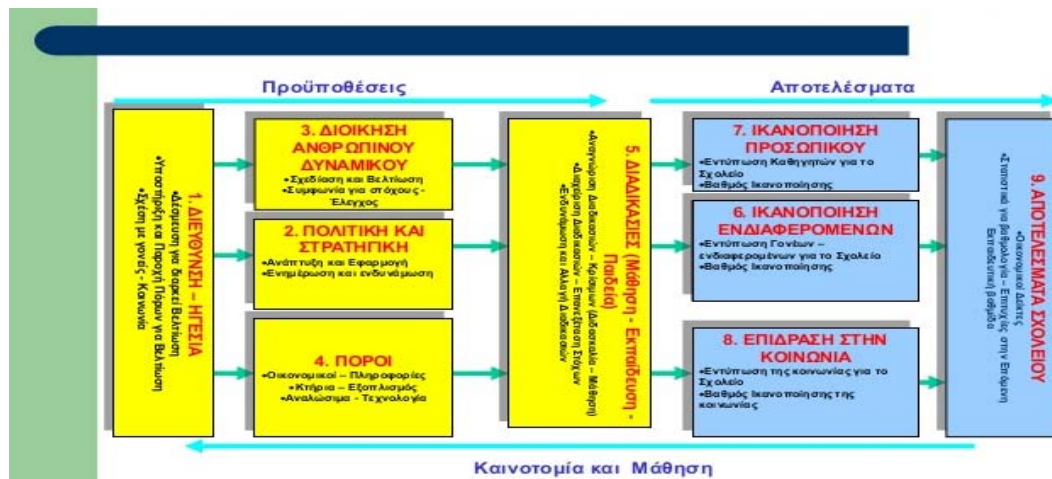 Προϋποθέσεις
Αποτελέσματα
1. ΔΙΕΥΘΥΝΣΗ – ΗΓΕΣΙΑ
•Δέσμευση για διαρκεί Βελτίωση
•Υποστήριξη και Παροχή Πόρων για Βελτίωση
•Σχέση με γονείς - Κοινωνία
3. ΔΙΟΙΚΗΣΗ
ΑΝΘΡΩΠΙΝΟΥ
ΔΥΝΑΜΙΚΟΥ
•Σχεδίαση και Βελτίωση
•Συμφωνία για στόχους -
Έλεγχος
2. ΠΟΛΙΤΙΚΗ ΚΑΙ
ΣΤΡΑΤΗΓΙΚΗ
•Ανάπτυξη και Εφαρμογή
•Ενημέρωση και ενδυνάμωση
4. ΠΟΡΟΙ
•Οικονομικοί – Πληροφορίες
•Κτήρια – Εξοπλισμός
•Αναλώσιμα - Τεχνολογία
5. ΔΙΑΔΙΚΑΣΙΕΣ (Μάθηση - Εκπαίδευση -
Παιδεία)
•Αναγνώριση Διαδικασιών – Κρίσιμων (Διδασκαλία – Μάθηση)
•Διαχείριση Διαδικασιών – Επανεξέταση Στόχων
•Ενδυνάμωση και Αλλαγή Διαδικασιών
7. ΙΚΑΝΟΠΟΙΗΣΗ
ΠΡΟΣΩΠΙΚΟΥ
•Εντύπωση Καθηγητών για το
Σχολείο
•Βαθμός Ικανοποίησης
6. ΙΚΑΝΟΠΟΙΗΣΗ
ΕΝΔΙΑΦΕΡΟΜΕΝΩΝ
•Εντύπωση Γονέων –
ενδιαφερομένων για το Σχολείο
•Βαθμός Ικανοποίησης
8. ΕΠΙΔΡΑΣΗ ΣΤΗΝ
ΚΟΙΝΩΝΙΑ
•Εντύπωση της κοινωνίας για το
Σχολείο
•Βαθμός Ικανοποίησης της
κοινωνίας
9. ΑΠΟΤΕΛΕΣΜΑΤΑ ΣΧΟΛΕΙΟΥ
•Οικονομικοί Δείκτες
•Στατιστικά για βαθμολογία – Επιτυχίες στην Επόμενη
Εκπαιδευτική βαθμίδα
Καινοτομία και Μάθηση